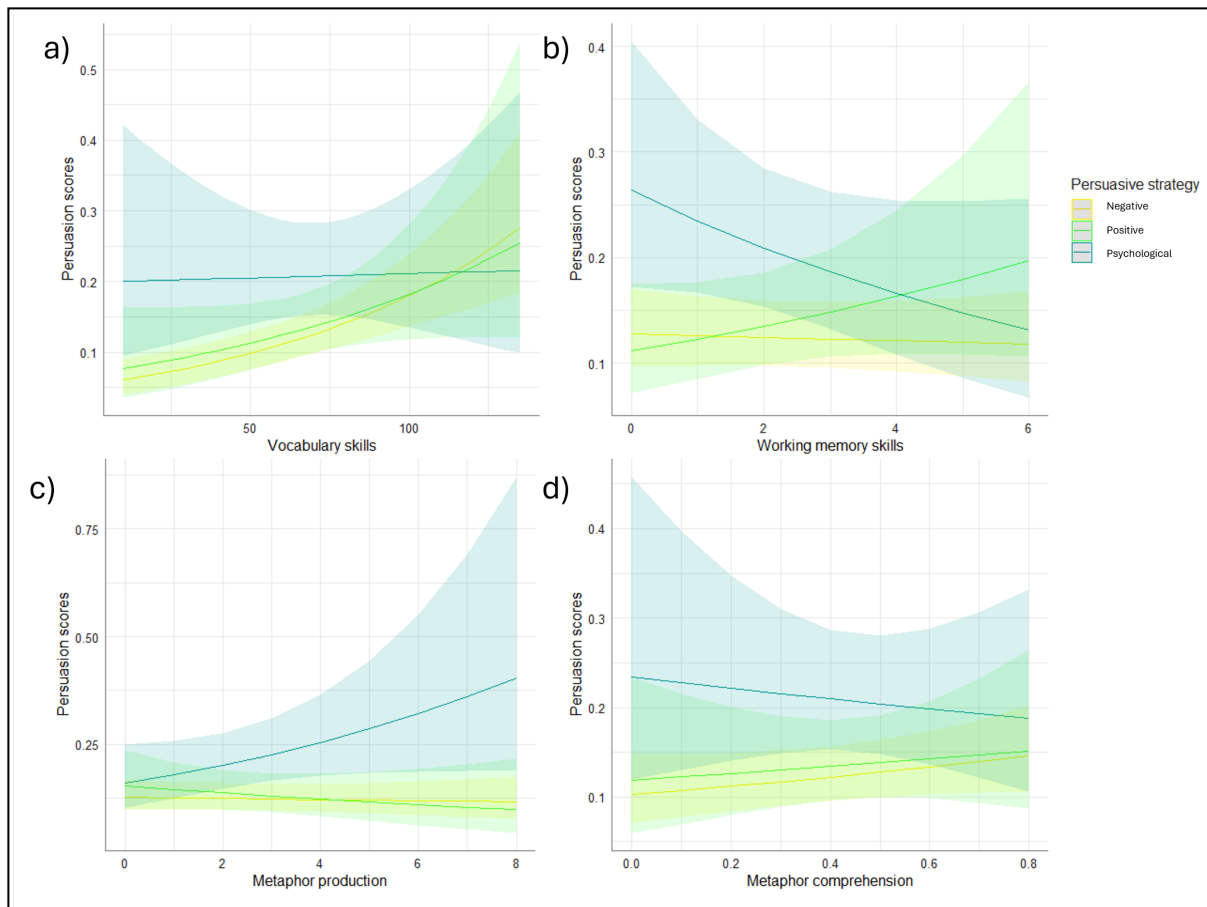 a)
0.5
0.4
0.3
0.2
0.1
Persuasion scores
50
100
Vocabulary skills
b)
0.4
0.3
0.2
0.1
Persuasion scores
0
2
4
6
Working memory skills
Persuasive strategy
Negative
Positive
Psychological
c)
0.75
0.50
0.25
Persuasion scores
0
2
4
6
8
Metaphor production
d)
0.4
0.3
0.2
0.1
Persuasion scores
0.0
0.2
0.4
0.6
0.8
Metaphor comprehension